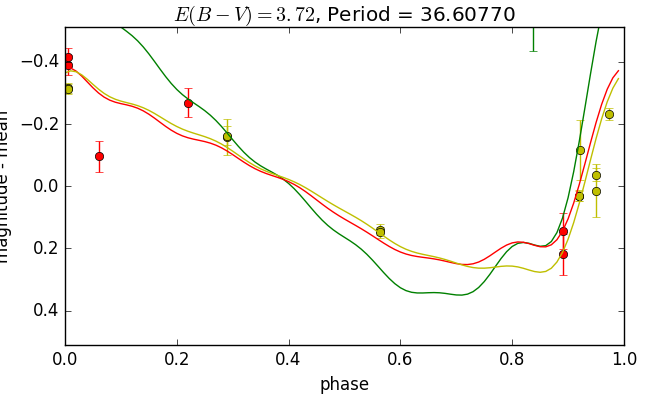 E(B − V) = 3.72, Period = 36.60770
magnitude - mean
−0.4
−0.2
0.0
0.2
0.4
0.0 0.2 0.4 0.6 0.8 1.0
phase